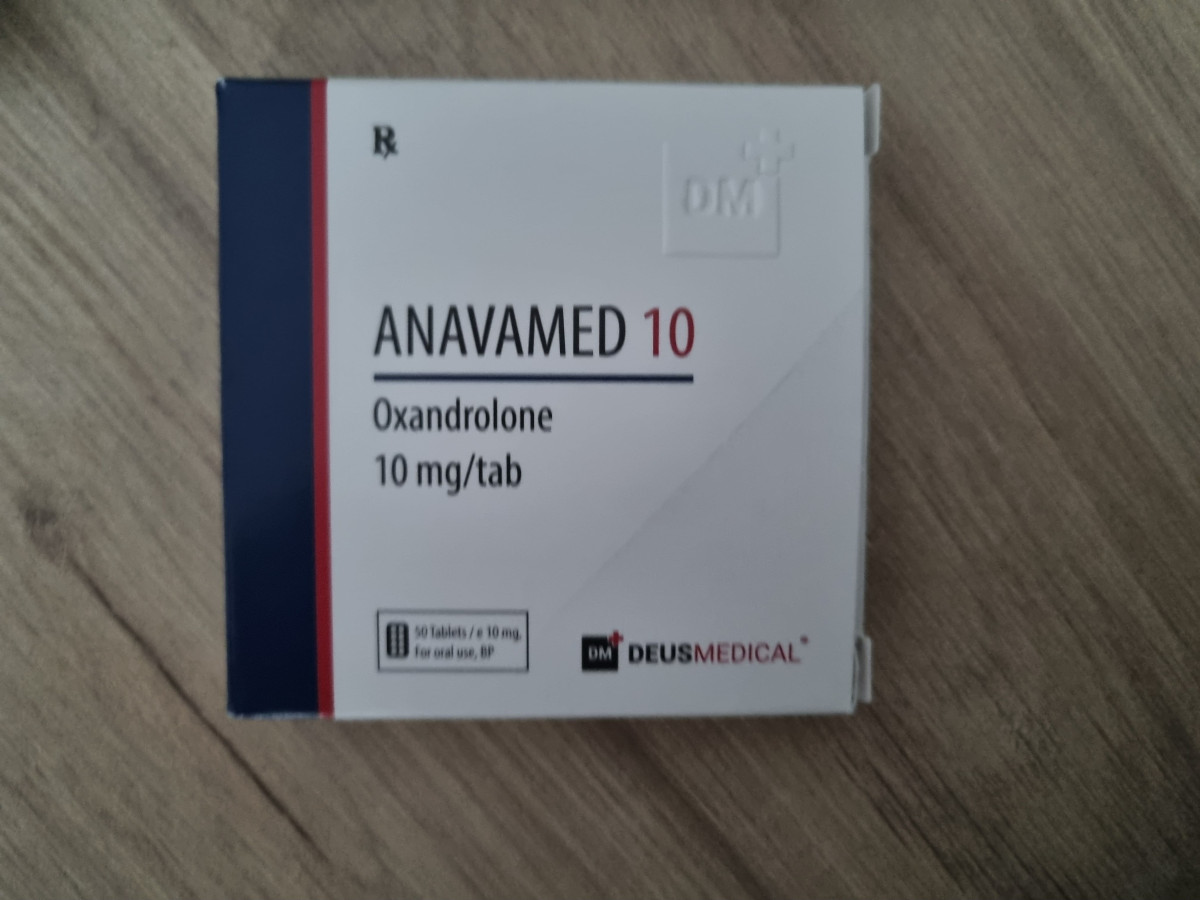 ℞
DM
ANAVAMED 10
Oxandrolone
10 mg/tab
50 Tablets / e 10 mg,
For oral use, BP
DM DEUSMEDICAL®